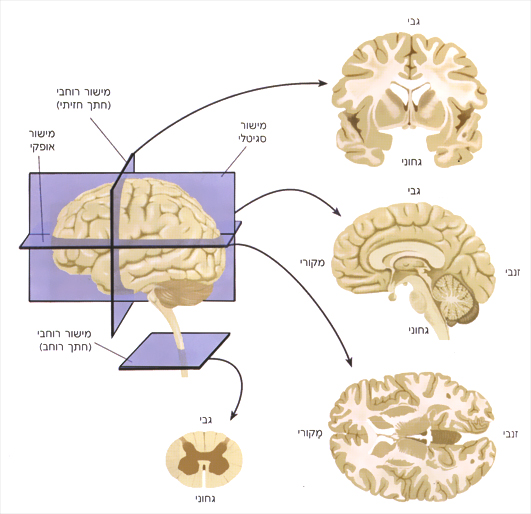 גבי
מישור רוחבי
(חתך חזיתי)
מישור
סגיטלי
מישור
אופקי
גחוני
גבי
מקורי
זנבי
גחוני
מישור רוחבי
(חתך רוחב)
גבי
מקורי
זנבי
גחוני